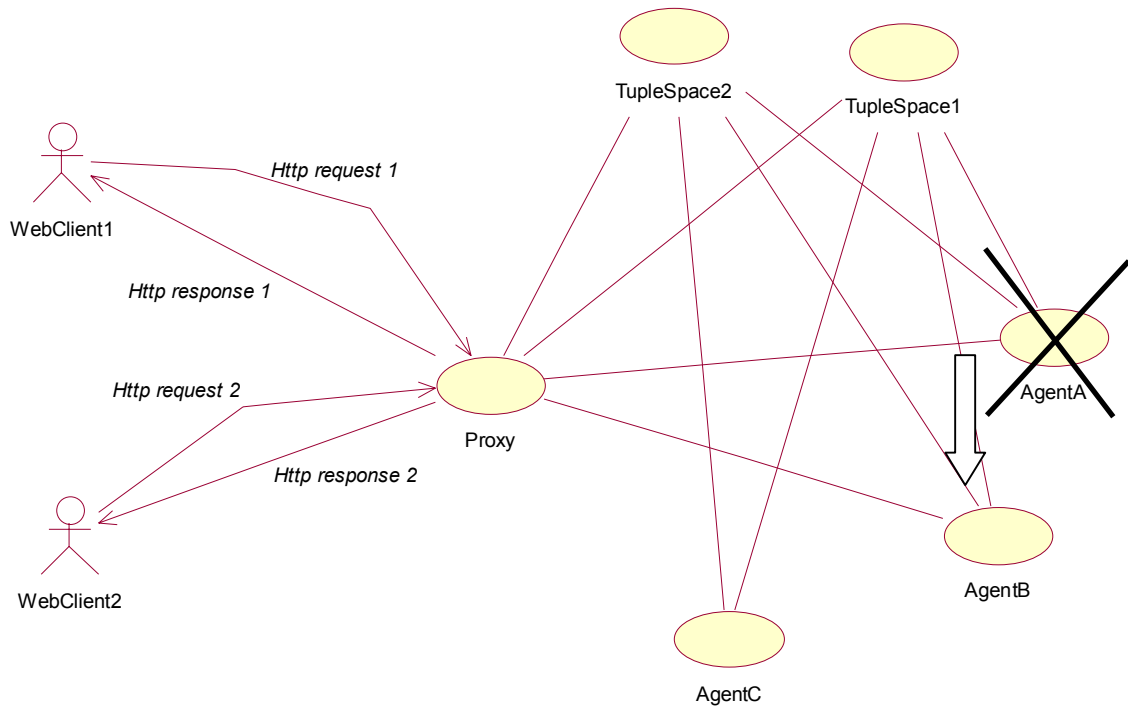 TupleSpace2
TupleSpace1
Http request 1
WebClient1
Http response 1
Http request 2
AgentA
Proxy
Http response 2
AgentB
WebClient2
AgentC